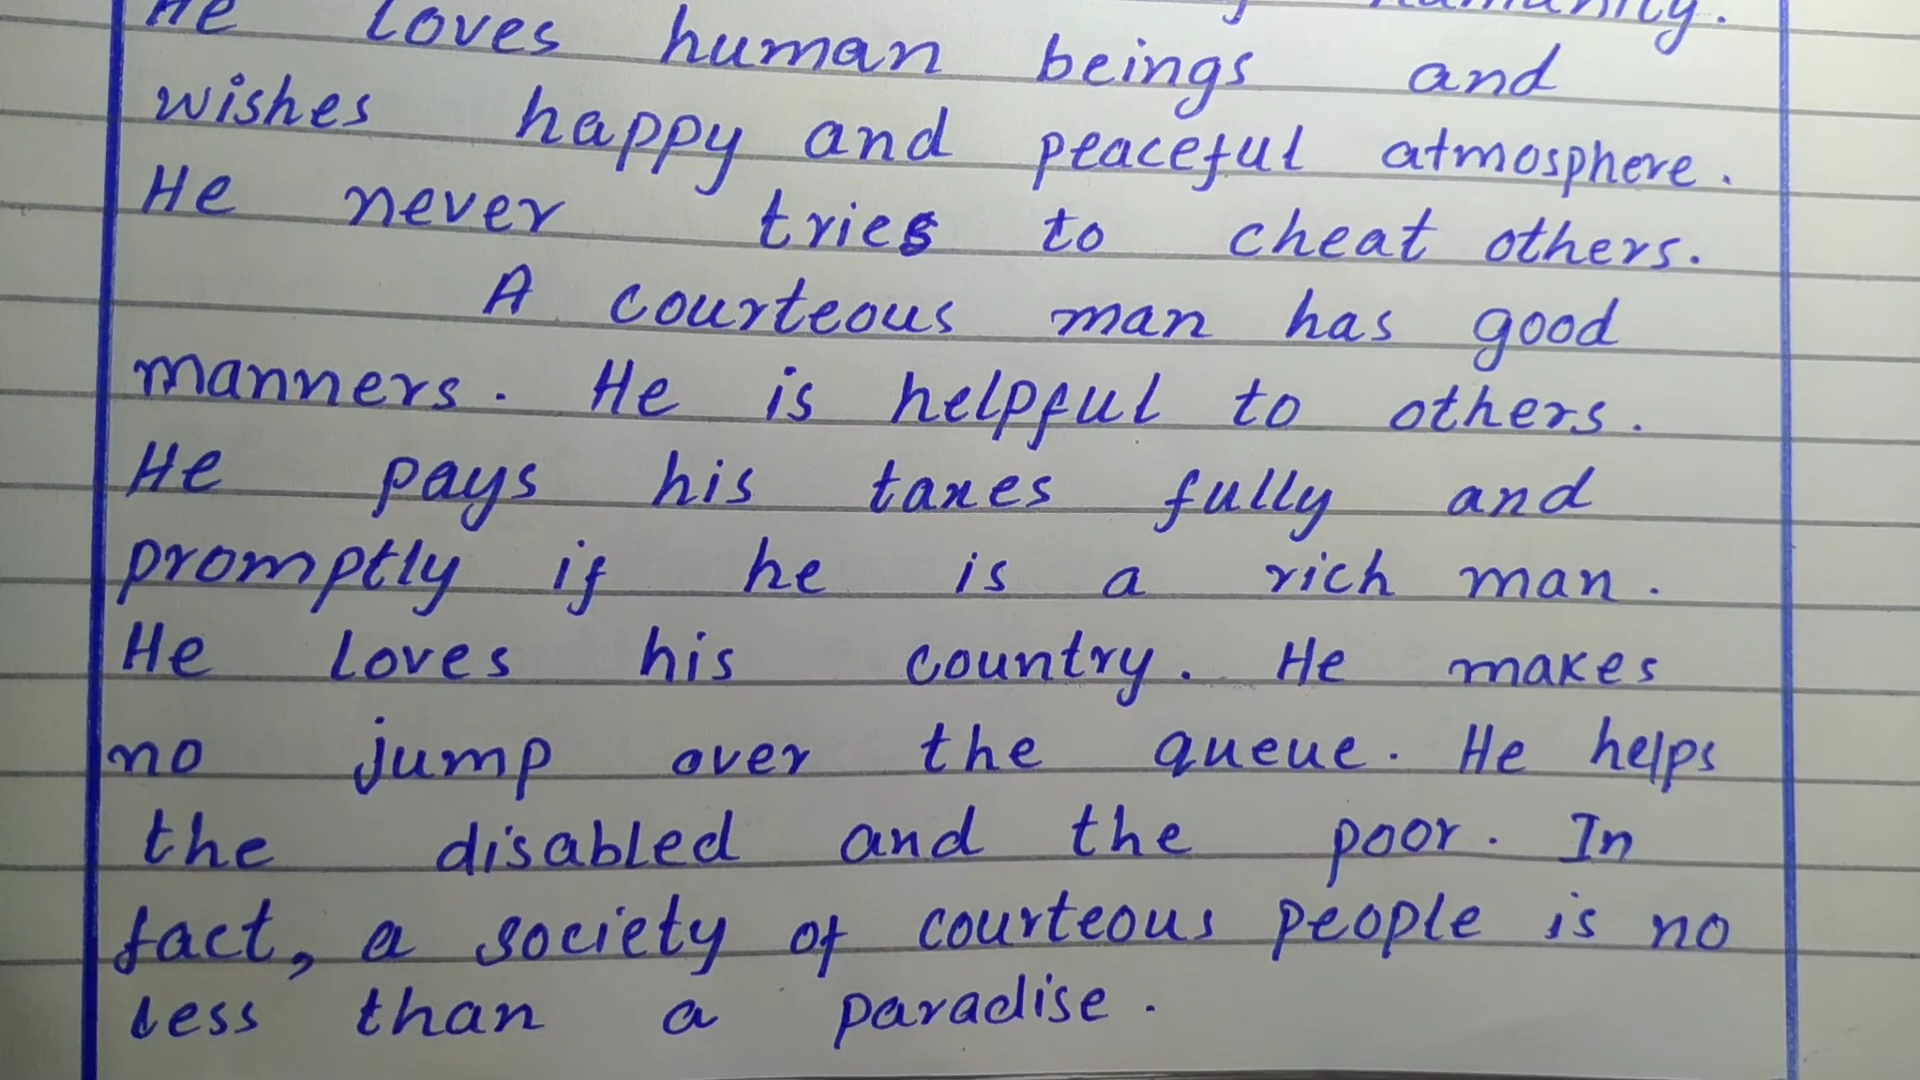 humanity.
He loves human beings and
wishes happy and peaceful atmosphere.
He never tries to cheat others.
A courteous man has good
manners. He is helpful to others.
He pays his taxes fully and
promptly if he is a rich man.
He loves his country. He makes
no jump over the queue. He helps
the disabled and the poor. In
fact, a society of courteous people is no
less than a paradise.